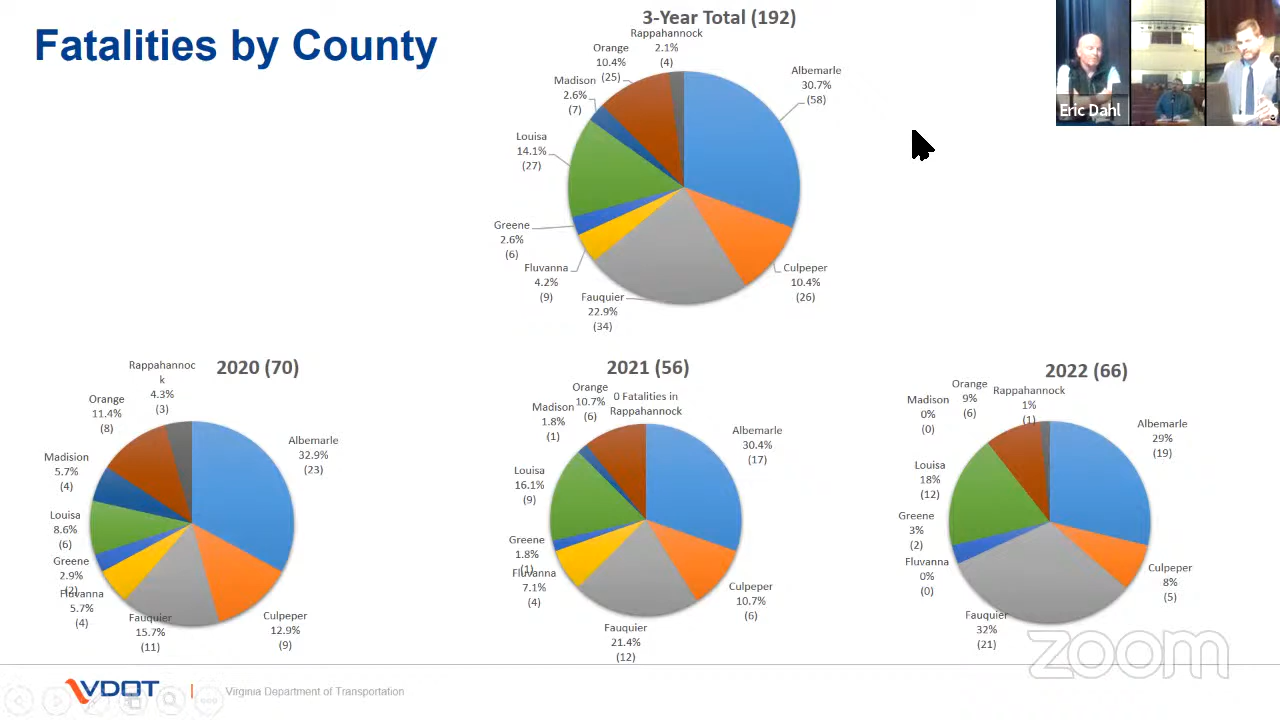 Fatalities by County
3-Year Total (192)
Rappahannock
2.1%
(4)
Orange
10.4%
(25)
Madison
2.6%
(7)
Louisa
14.1%
(27)
Greene
2.6%
(6)
Fluvanna
4.2%
(9)
Fauquier
22.9%
(34)
Culpeper
10.4%
(26)
Albemarle
30.7%
(58)
Eric Dahl
2020 (70)
Rappahannoc
k
4.3%
(3)
Orange
11.4%
(8)
Madision
5.7%
(4)
Louisa
8.6%
(6)
Greene
2.9%
(2)
Fluvanna
5.7%
(4)
Fauquier
15.7%
(11)
Culpeper
12.9%
(9)
Albemarle
32.9%
(23)
2021 (56)
0 Fatalities in
Rappahannock
Orange
10.7%
(6)
Madison
1.8%
(1)
Louisa
16.1%
(9)
Greene
1.8%
(1)
Fluvanna
7.1%
(4)
Fauquier
21.4%
(12)
Culpeper
10.7%
(6)
Albemarle
30.4%
(17)
2022 (66)
Rappahannock
1%
(1)
Orange
9%
(6)
Madison
0%
(0)
Louisa
18%
(12)
Greene
3%
(2)
Fluvanna
0%
(0)
Fauquier
32%
(21)
Culpeper
8%
(5)
Albemarle
29%
(19)
zoom
VDOT
Virginia Department of Transportation